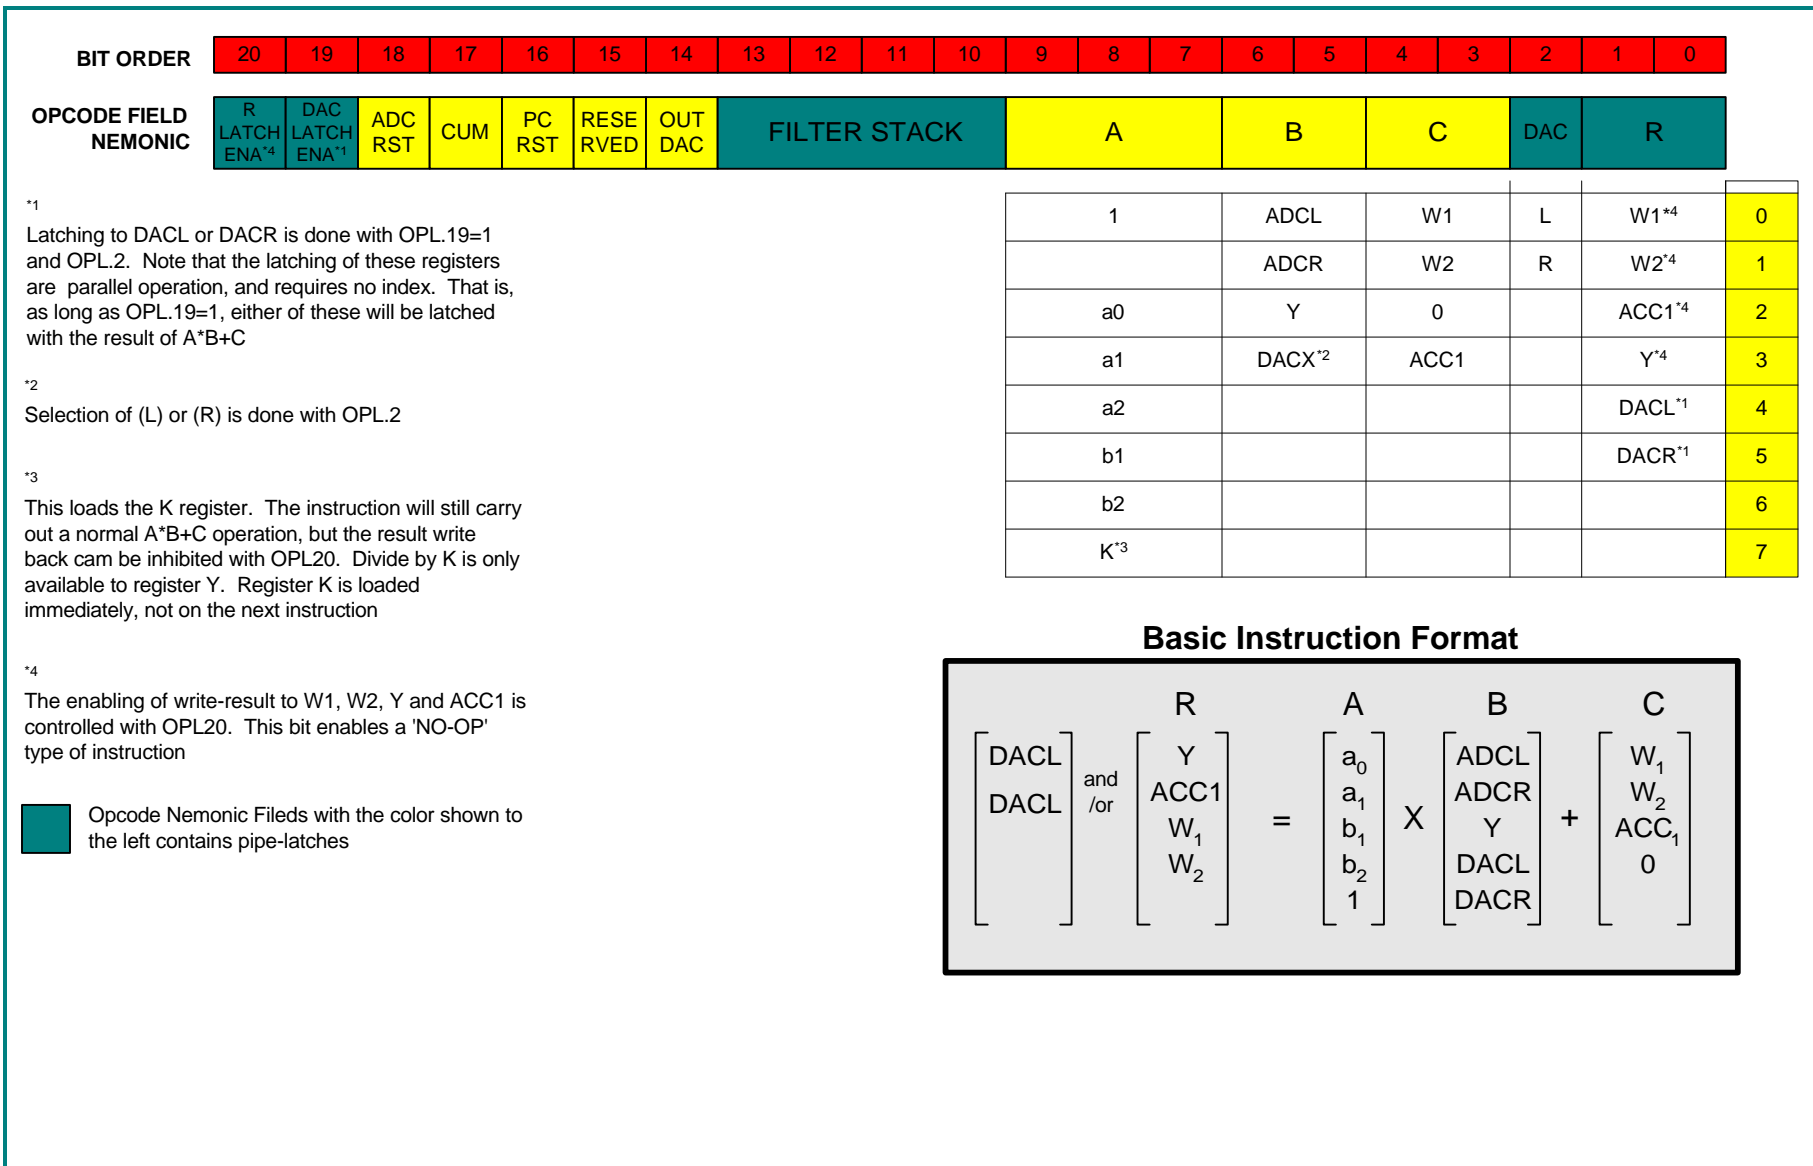 BIT ORDER 20 19 18 17 16 15 14 13 12 11 10 9 8 7 6 5 4 3 2 1 0
OPCODE FIELD
NEMONIC
R
LATCH
ENA*4
DAC
LATCH
ENA*1
ADC
RST
CUM
PC
RST
RESE
RVED
OUT
DAC
FILTER STACK
A
B
C
DAC
R
*1
Latching to DACL or DACR is done with OPL.19=1
and OPL.2. Note that the latching of these registers
are parallel operation, and requires no index. That is,
as long as OPL.19=1, either of these will be latched
with the result of A*B+C
*2
Selection of (L) or (R) is done with OPL.2
*3
This loads the K register. The instruction will still carry
out a normal A*B+C operation, but the result write
back cam be inhibited with OPL20. Divide by K is only
available to register Y. Register K is loaded
immediately, not on the next instruction
*4
The enabling of write-result to W1, W2, Y and ACC1 is
controlled with OPL20. This bit enables a 'NO-OP'
type of instruction
Opcode Nemonic Fileds with the color shown to
the left contains pipe-latches
1 ADCL W1 L W1*4 0
ADCR W2 R W2*4 1
a0 Y 0 ACC1*4 2
a1 DACX*2 ACC1 Y*4 3
a2 DACL*1 4
b1 DACR*1 5
b2 6
K*3 7
Basic Instruction Format
R A B C
DACL
DACL
and
/or
Y
ACC1
W1
W2
=
a0
a1
b1
b2
1
X
ADCL
ADCR
Y
DACL
DACR
+
W1
W2
ACC1
0